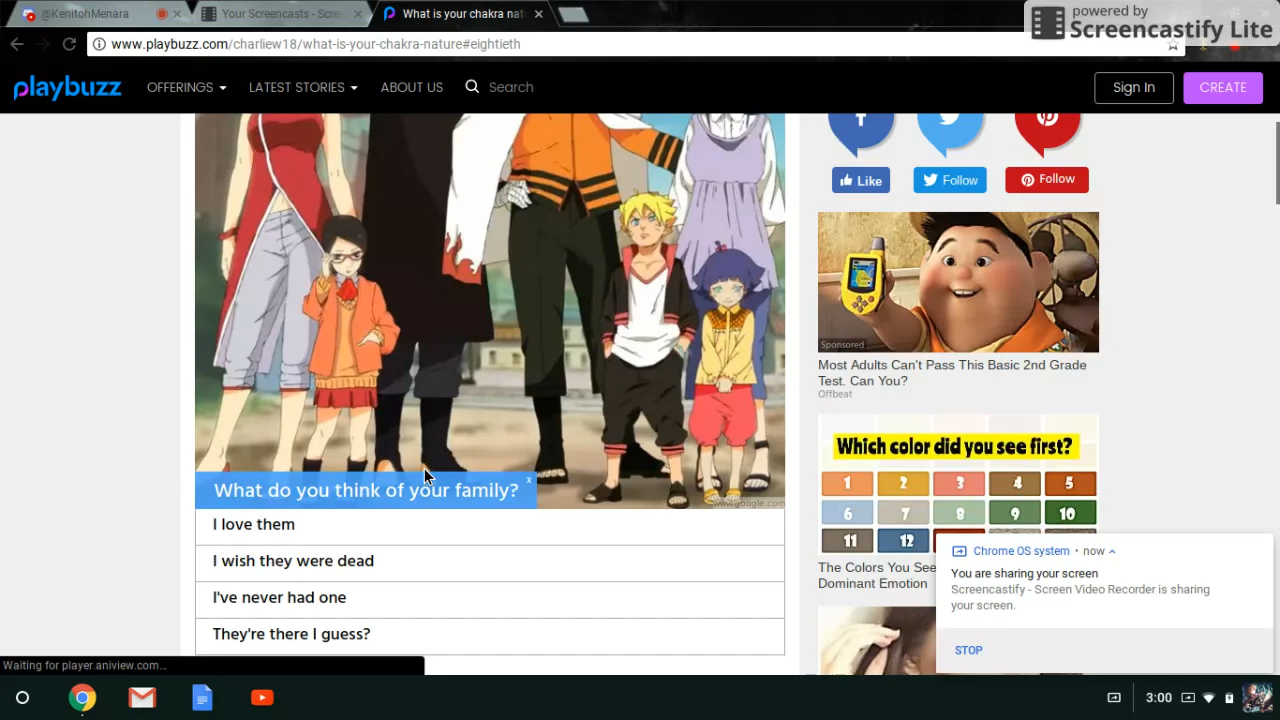 @KenitohMenara
Your Screencasts - Scre
What is your chakra nat
powered by
Screencastify Lite
www.playbuzz.com/charliew18/what-is-your-chakra-nature#eightieth
playbuzz
OFFERINGS
LATEST STORIES
ABOUT US
Search
Sign In
CREATE
Like
Follow
Follow
Sponsored
Most Adults Can't Pass This Basic 2nd Grade
Test. Can You?
Offbeat
Which color did you see first?
1 2 3 4 5
6 7 8 9 10
11 12
The Colors You See
Dominant Emotion
What do you think of your family?
x
www.google.com
I love them
I wish they were dead
I've never had one
They're there I guess?
Chrome OS system • now
You are sharing your screen
Screencastify - Screen Video Recorder is sharing
your screen.
STOP
Waiting for player.aniview.com...
3:00